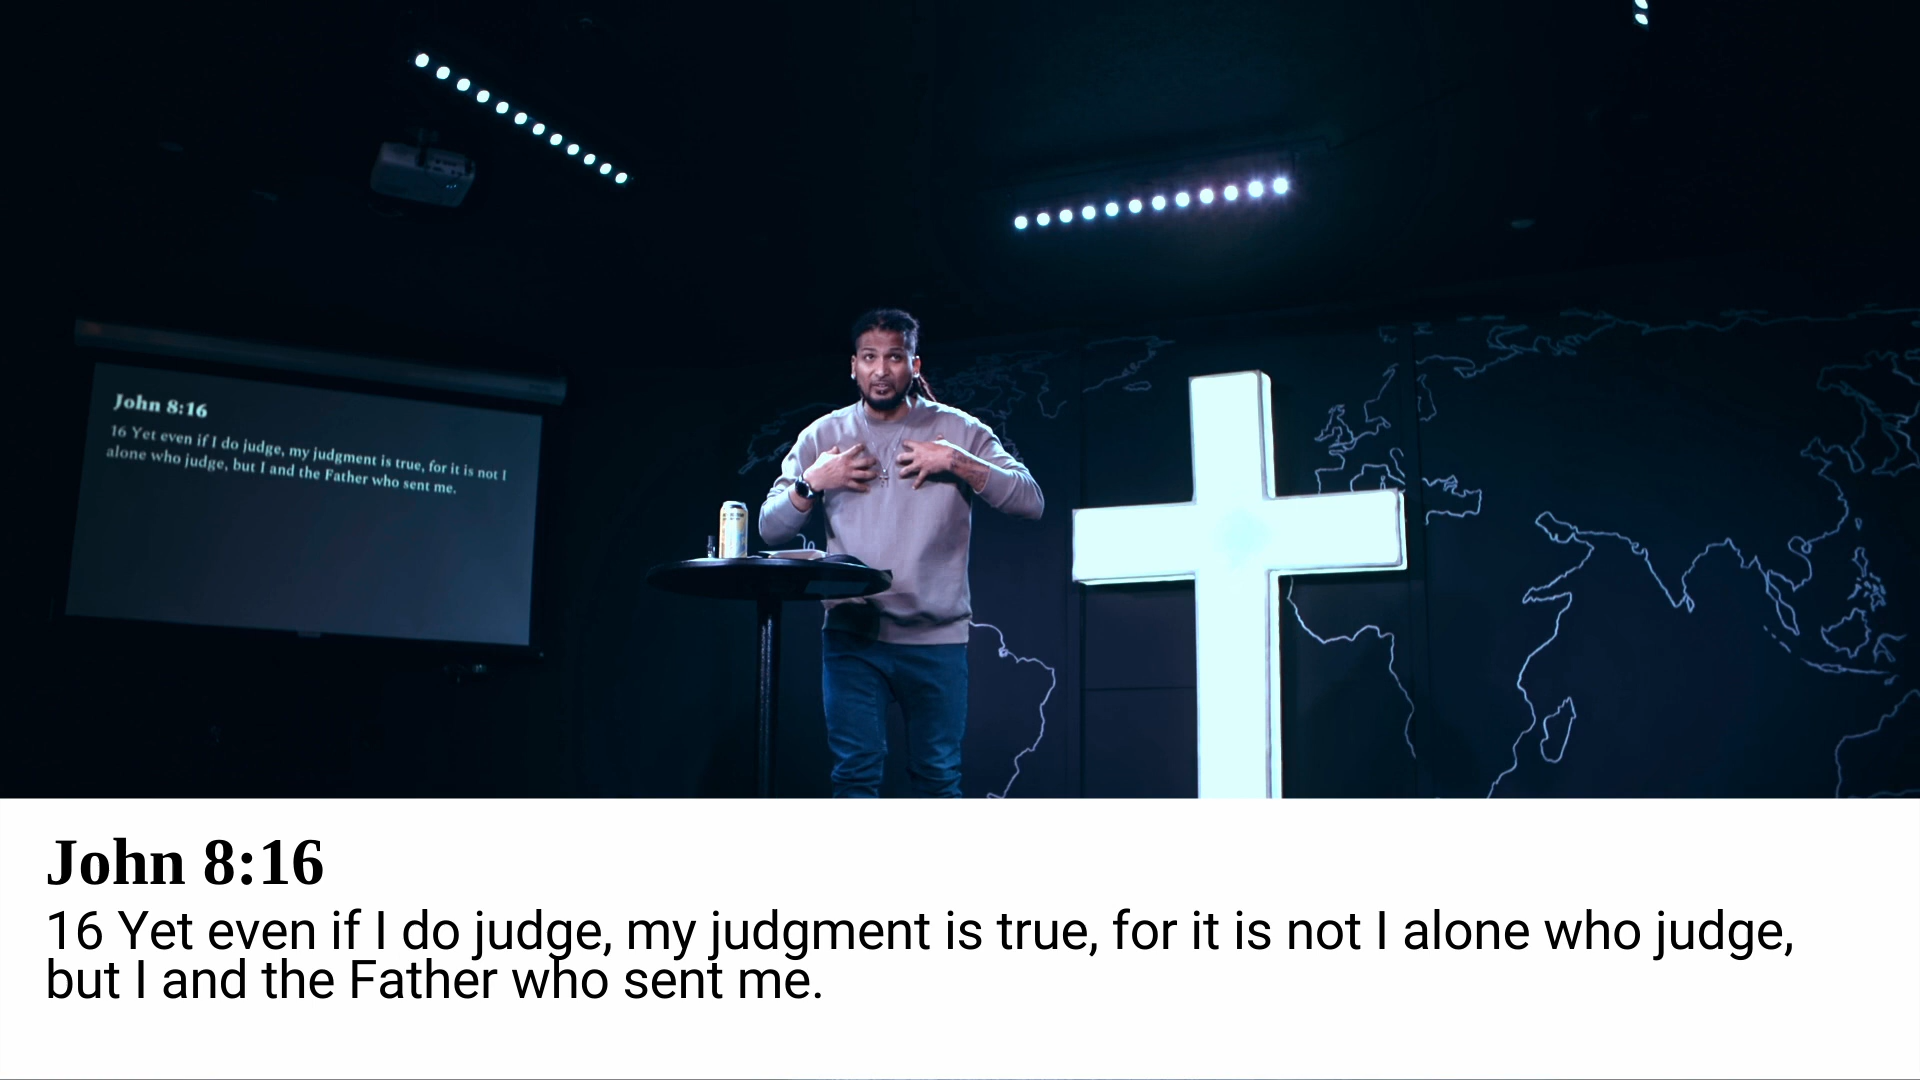 John 8:16
16 Yet even if I do judge, my judgment is true, for it is not I
alone who judge, but I and the Father who sent me.
John 8:16
16 Yet even if I do judge, my judgment is true, for it is not I alone who judge,
but I and the Father who sent me.